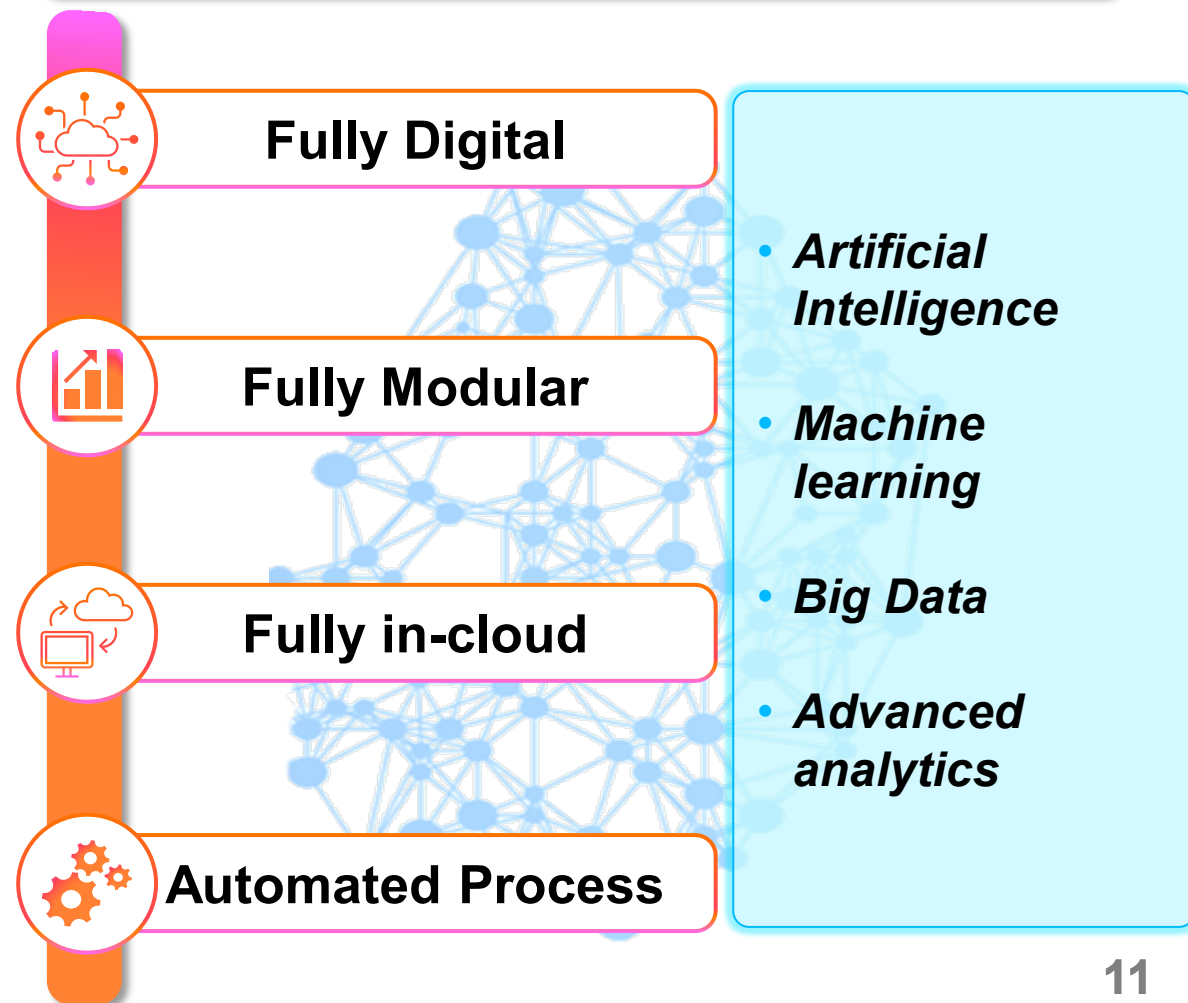 Fully Digital
Fully Modular
Fully in-cloud
Automated Process
• Artificial
Intelligence
• Machine
learning
• Big Data
• Advanced
analytics
11